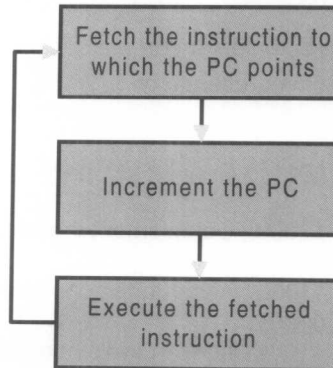 Fetch the instruction to
which the PC points
Increment the PC
Execute the fetched
instruction